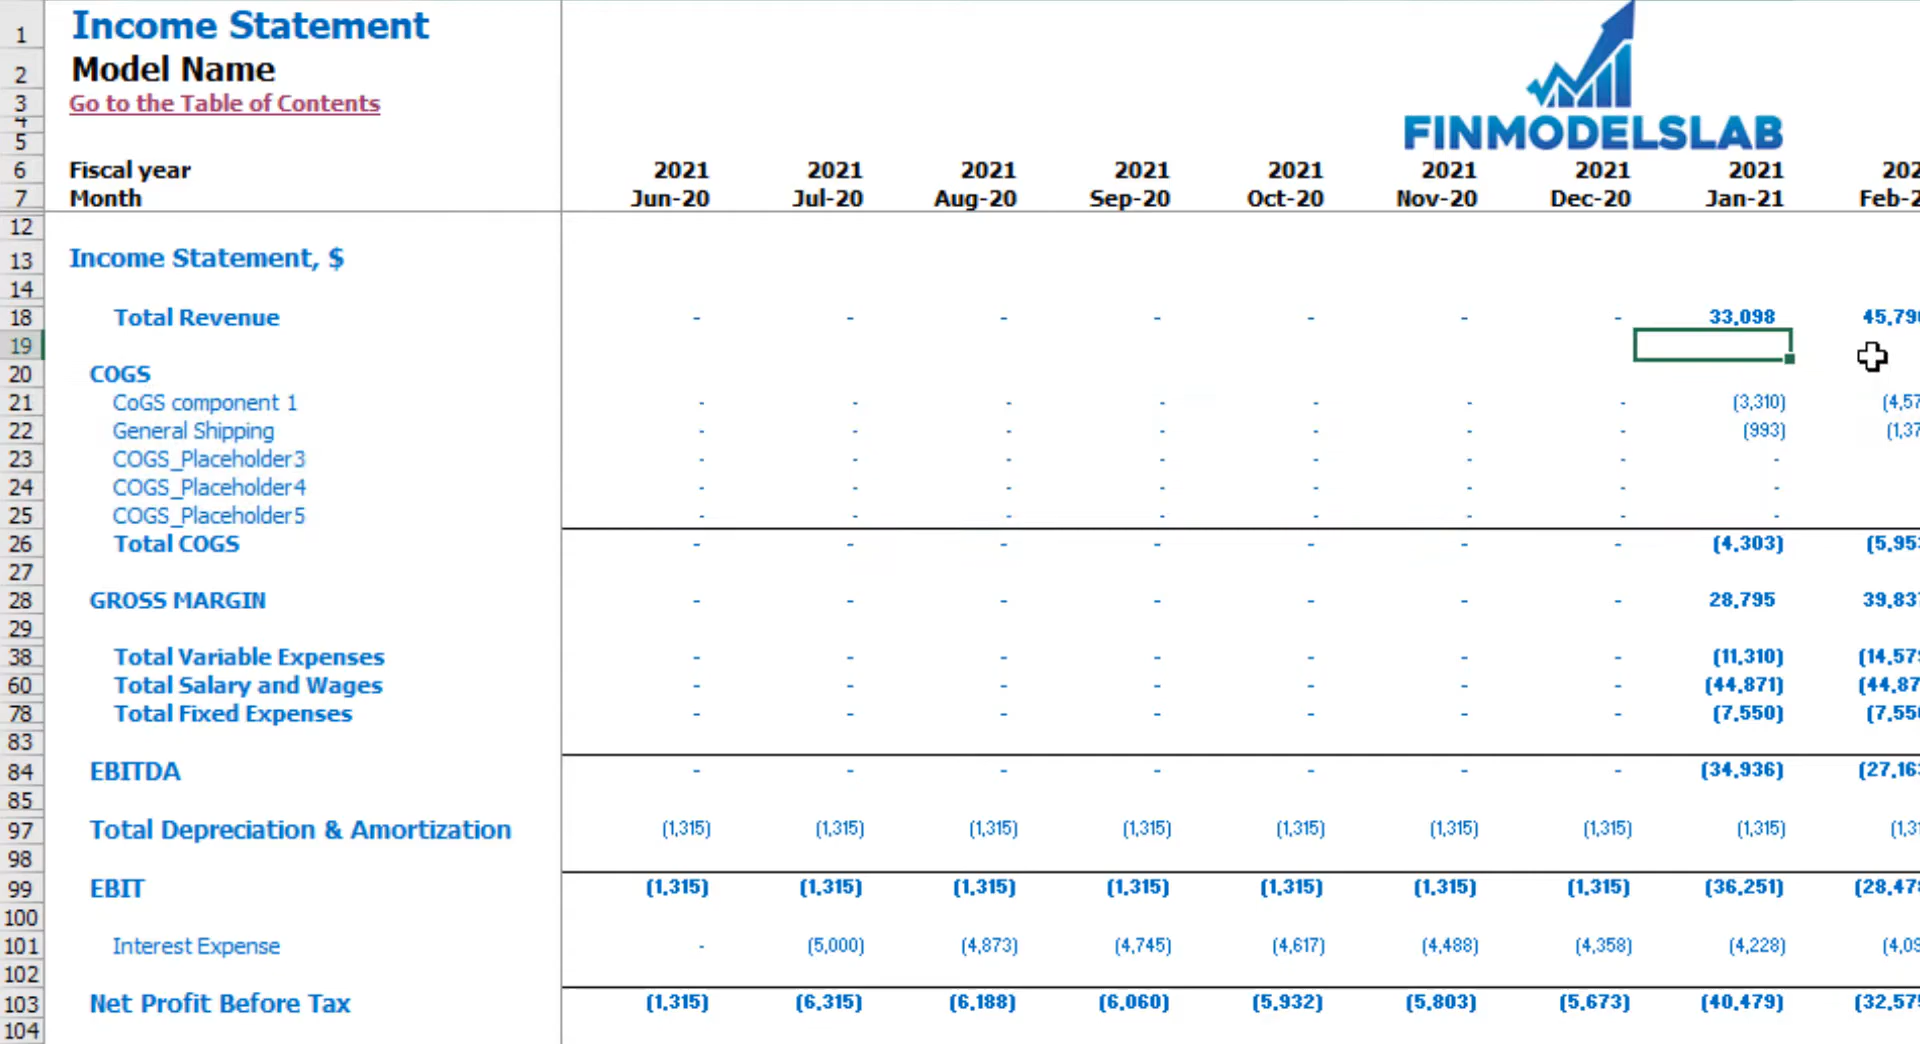 1 Income Statement
2 Model Name
3 Go to the Table of Contents
4
FINMODELSLAB
5
6 Fiscal year 2021 2021 2021 2021 2021 2021 2021 2021
7 Month Jun-20 Jul-20 Aug-20 Sep-20 Oct-20 Nov-20 Dec-20 Jan-21
12
13 Income Statement, $
14
18 Total Revenue - - - - - - - 33,098
19
20 COGS
21 CoGS component 1 - - - - - - - (3,310)
22 General Shipping - - - - - - - (993)
23 COGS_Placeholder3 - - - - - - - -
24 COGS_Placeholder4 - - - - - - - -
25 COGS_Placeholder5 - - - - - - - -
26 Total COGS - - - - - - - (4,303)
27
28 GROSS MARGIN - - - - - - - 28,795
29
38 Total Variable Expenses - - - - - - - (11,310)
60 Total Salary and Wages - - - - - - - (44,871)
78 Total Fixed Expenses - - - - - - - (7,550)
83
84 EBITDA - - - - - - - (34,936)
85
97 Total Depreciation & Amortization (1,315) (1,315) (1,315) (1,315) (1,315) (1,315) (1,315) (1,315)
98
99 EBIT (1,315) (1,315) (1,315) (1,315) (1,315) (1,315) (1,315) (36,251)
100
101 Interest Expense - (5,000) (4,873) (4,745) (4,617) (4,488) (4,358) (4,228)
102
103 Net Profit Before Tax (1,315) (6,315) (6,188) (6,060) (5,932) (5,803) (5,673) (40,479)
104